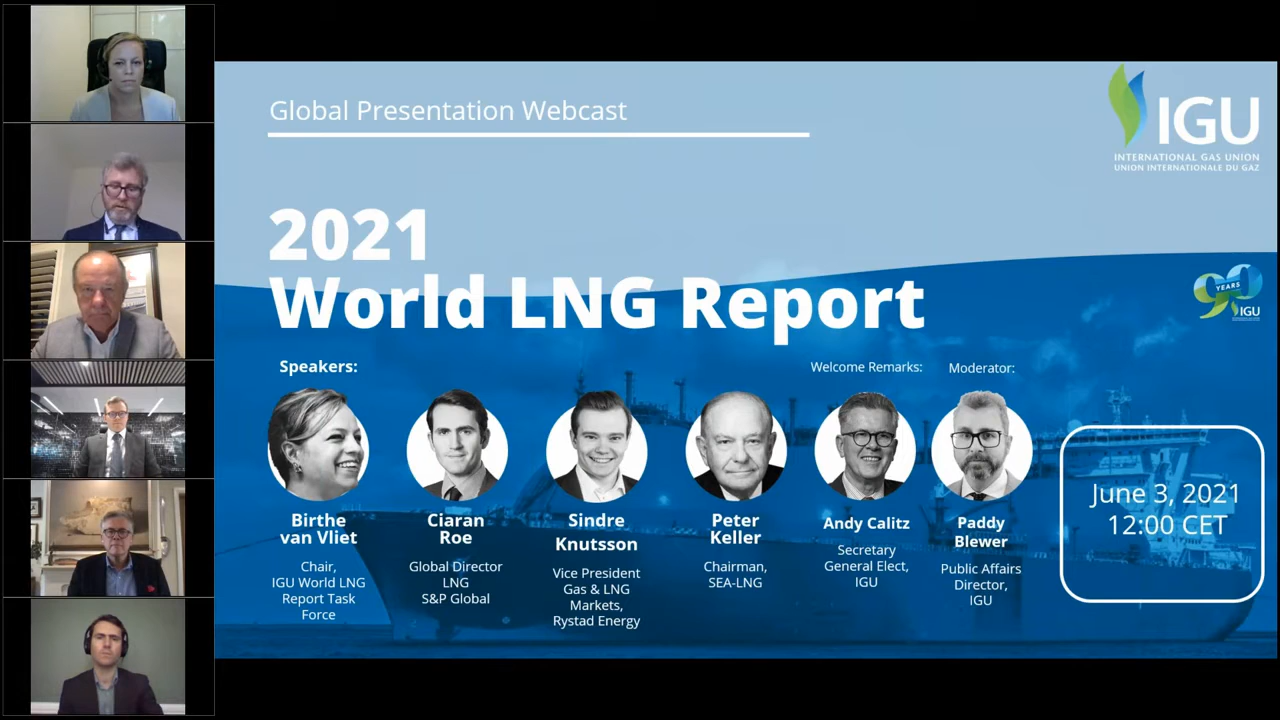 Global Presentation Webcast
IGU
INTERNATIONAL GAS UNION
UNION INTERNATIONALE DU GAZ
2021
World LNG Report
90
YEARS
IGU
Speakers:
Welcome Remarks:
Moderator:
Birthe
van Vliet
Chair,
IGU World LNG
Report Task
Force
Ciaran
Roe
Global Director
LNG
S&P Global
Sindre
Knutsson
Vice President
Gas & LNG
Markets,
Rystad Energy
Peter
Keller
Chairman,
SEA-LNG
Andy Calitz
Secretary
General Elect,
IGU
Paddy
Blewer
Public Affairs
Director,
IGU
June 3, 2021
12:00 CET